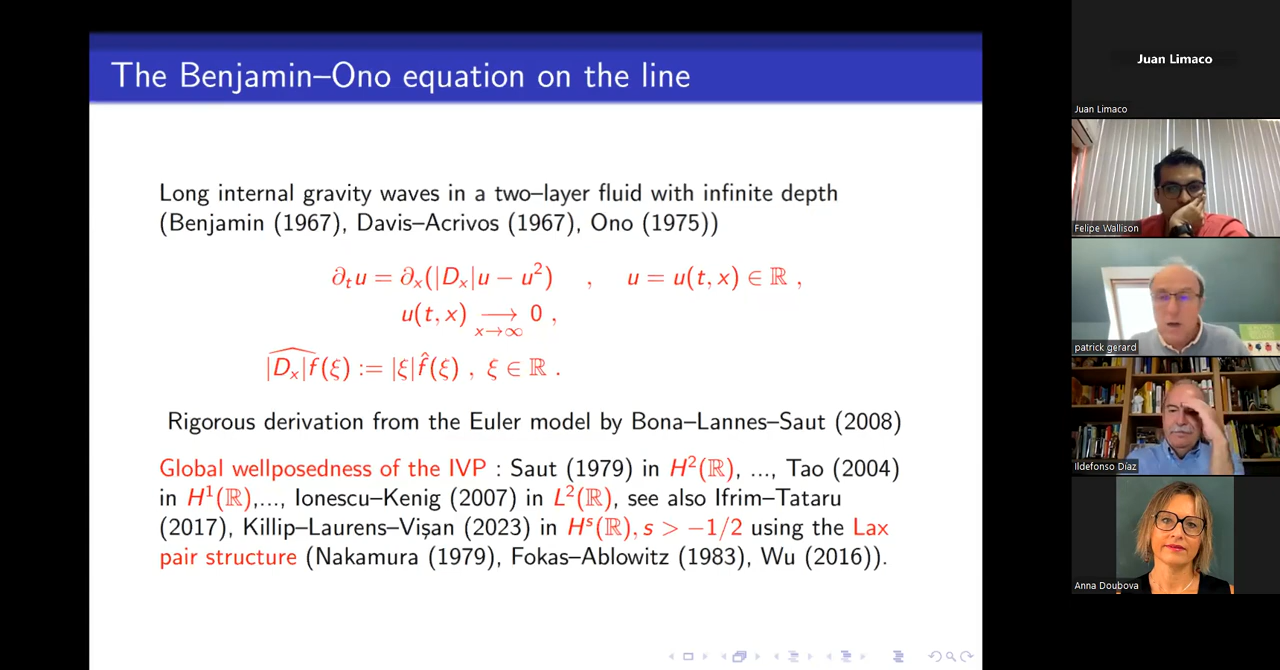 The Benjamin–Ono equation on the line
Long internal gravity waves in a two–layer fluid with infinite depth
(Benjamin (1967), Davis–Acrivos (1967), Ono (1975))
∂ₜu = ∂ₓ(|Dₓ|u − u²) , u = u(t, x) ∈ ℝ ,
u(t, x) ⟶ 0 ,
x→∞
\widehat{|Dₓ|f}(ξ) := |ξ|f̂(ξ) , ξ ∈ ℝ .
Rigorous derivation from the Euler model by Bona–Lannes–Saut (2008)
Global wellposedness of the IVP : Saut (1979) in H²(ℝ), ..., Tao (2004)
in H¹(ℝ),..., Ionescu–Kenig (2007) in L²(ℝ), see also Ifrim–Tataru
(2017), Killip–Laurens–Vişan (2023) in Hˢ(ℝ), s > −1/2 using the Lax
pair structure (Nakamura (1979), Fokas–Ablowitz (1983), Wu (2016)).
Juan Limaco
Juan Limaco
Felipe Wallison
patrick gerard
Ildefonso Díaz
Anna Doubova